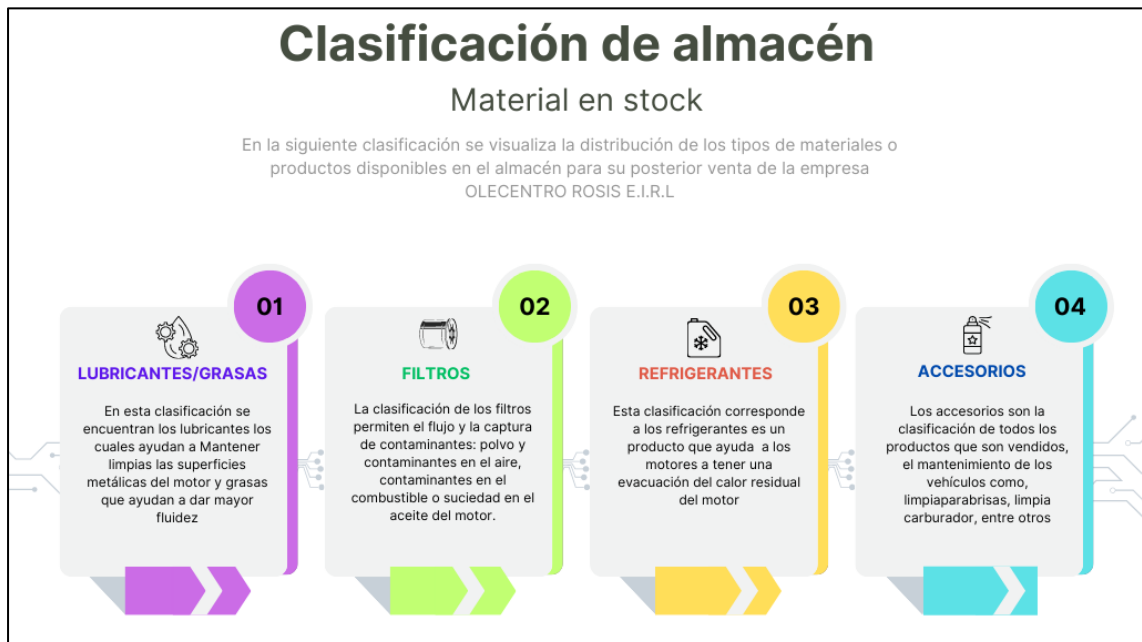 Clasificación de almacén
Material en stock
En la siguiente clasificación se visualiza la distribución de los tipos de materiales o
productos disponibles en el almacén para su posterior venta de la empresa
OLECENTRO ROSIS E.I.R.L
01
LUBRICANTES/GRASAS
En esta clasificación se
encuentran los lubricantes los
cuales ayudan a Mantener
limpias las superficies
metálicas del motor y grasas
que ayudan a dar mayor
fluidez
02
FILTROS
La clasificación de los filtros
permiten el flujo y la captura
de contaminantes: polvo y
contaminantes en el aire,
contaminantes en el
combustible o suciedad en el
aceite del motor.
03
REFRIGERANTES
Esta clasificación corresponde
a los refrigerantes es un
producto que ayuda a los
motores a tener una
evacuación del calor residual
del motor
04
ACCESORIOS
Los accesorios son la
clasificación de todos los
productos que son vendidos,
el mantenimiento de los
vehículos como,
limpiaparabrisas, limpia
carburador, entre otros